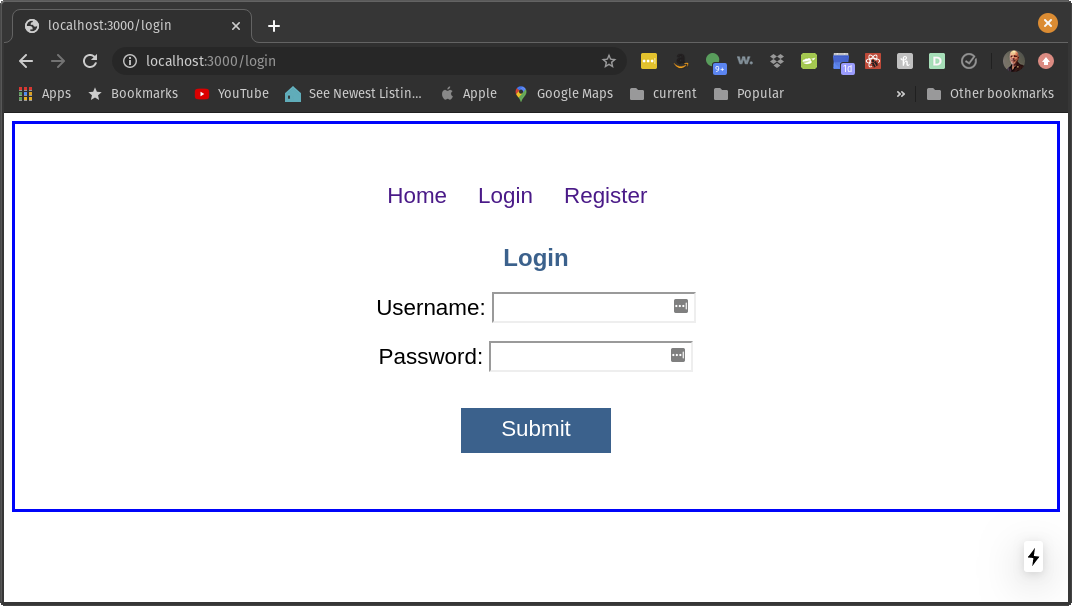 localhost:3000/login
localhost:3000/login
w. 9+ 10 D
Apps Bookmarks YouTube See Newest Listin... Apple Google Maps current Popular » Other bookmarks
Home Login Register
Login
Username:
Password:
Submit